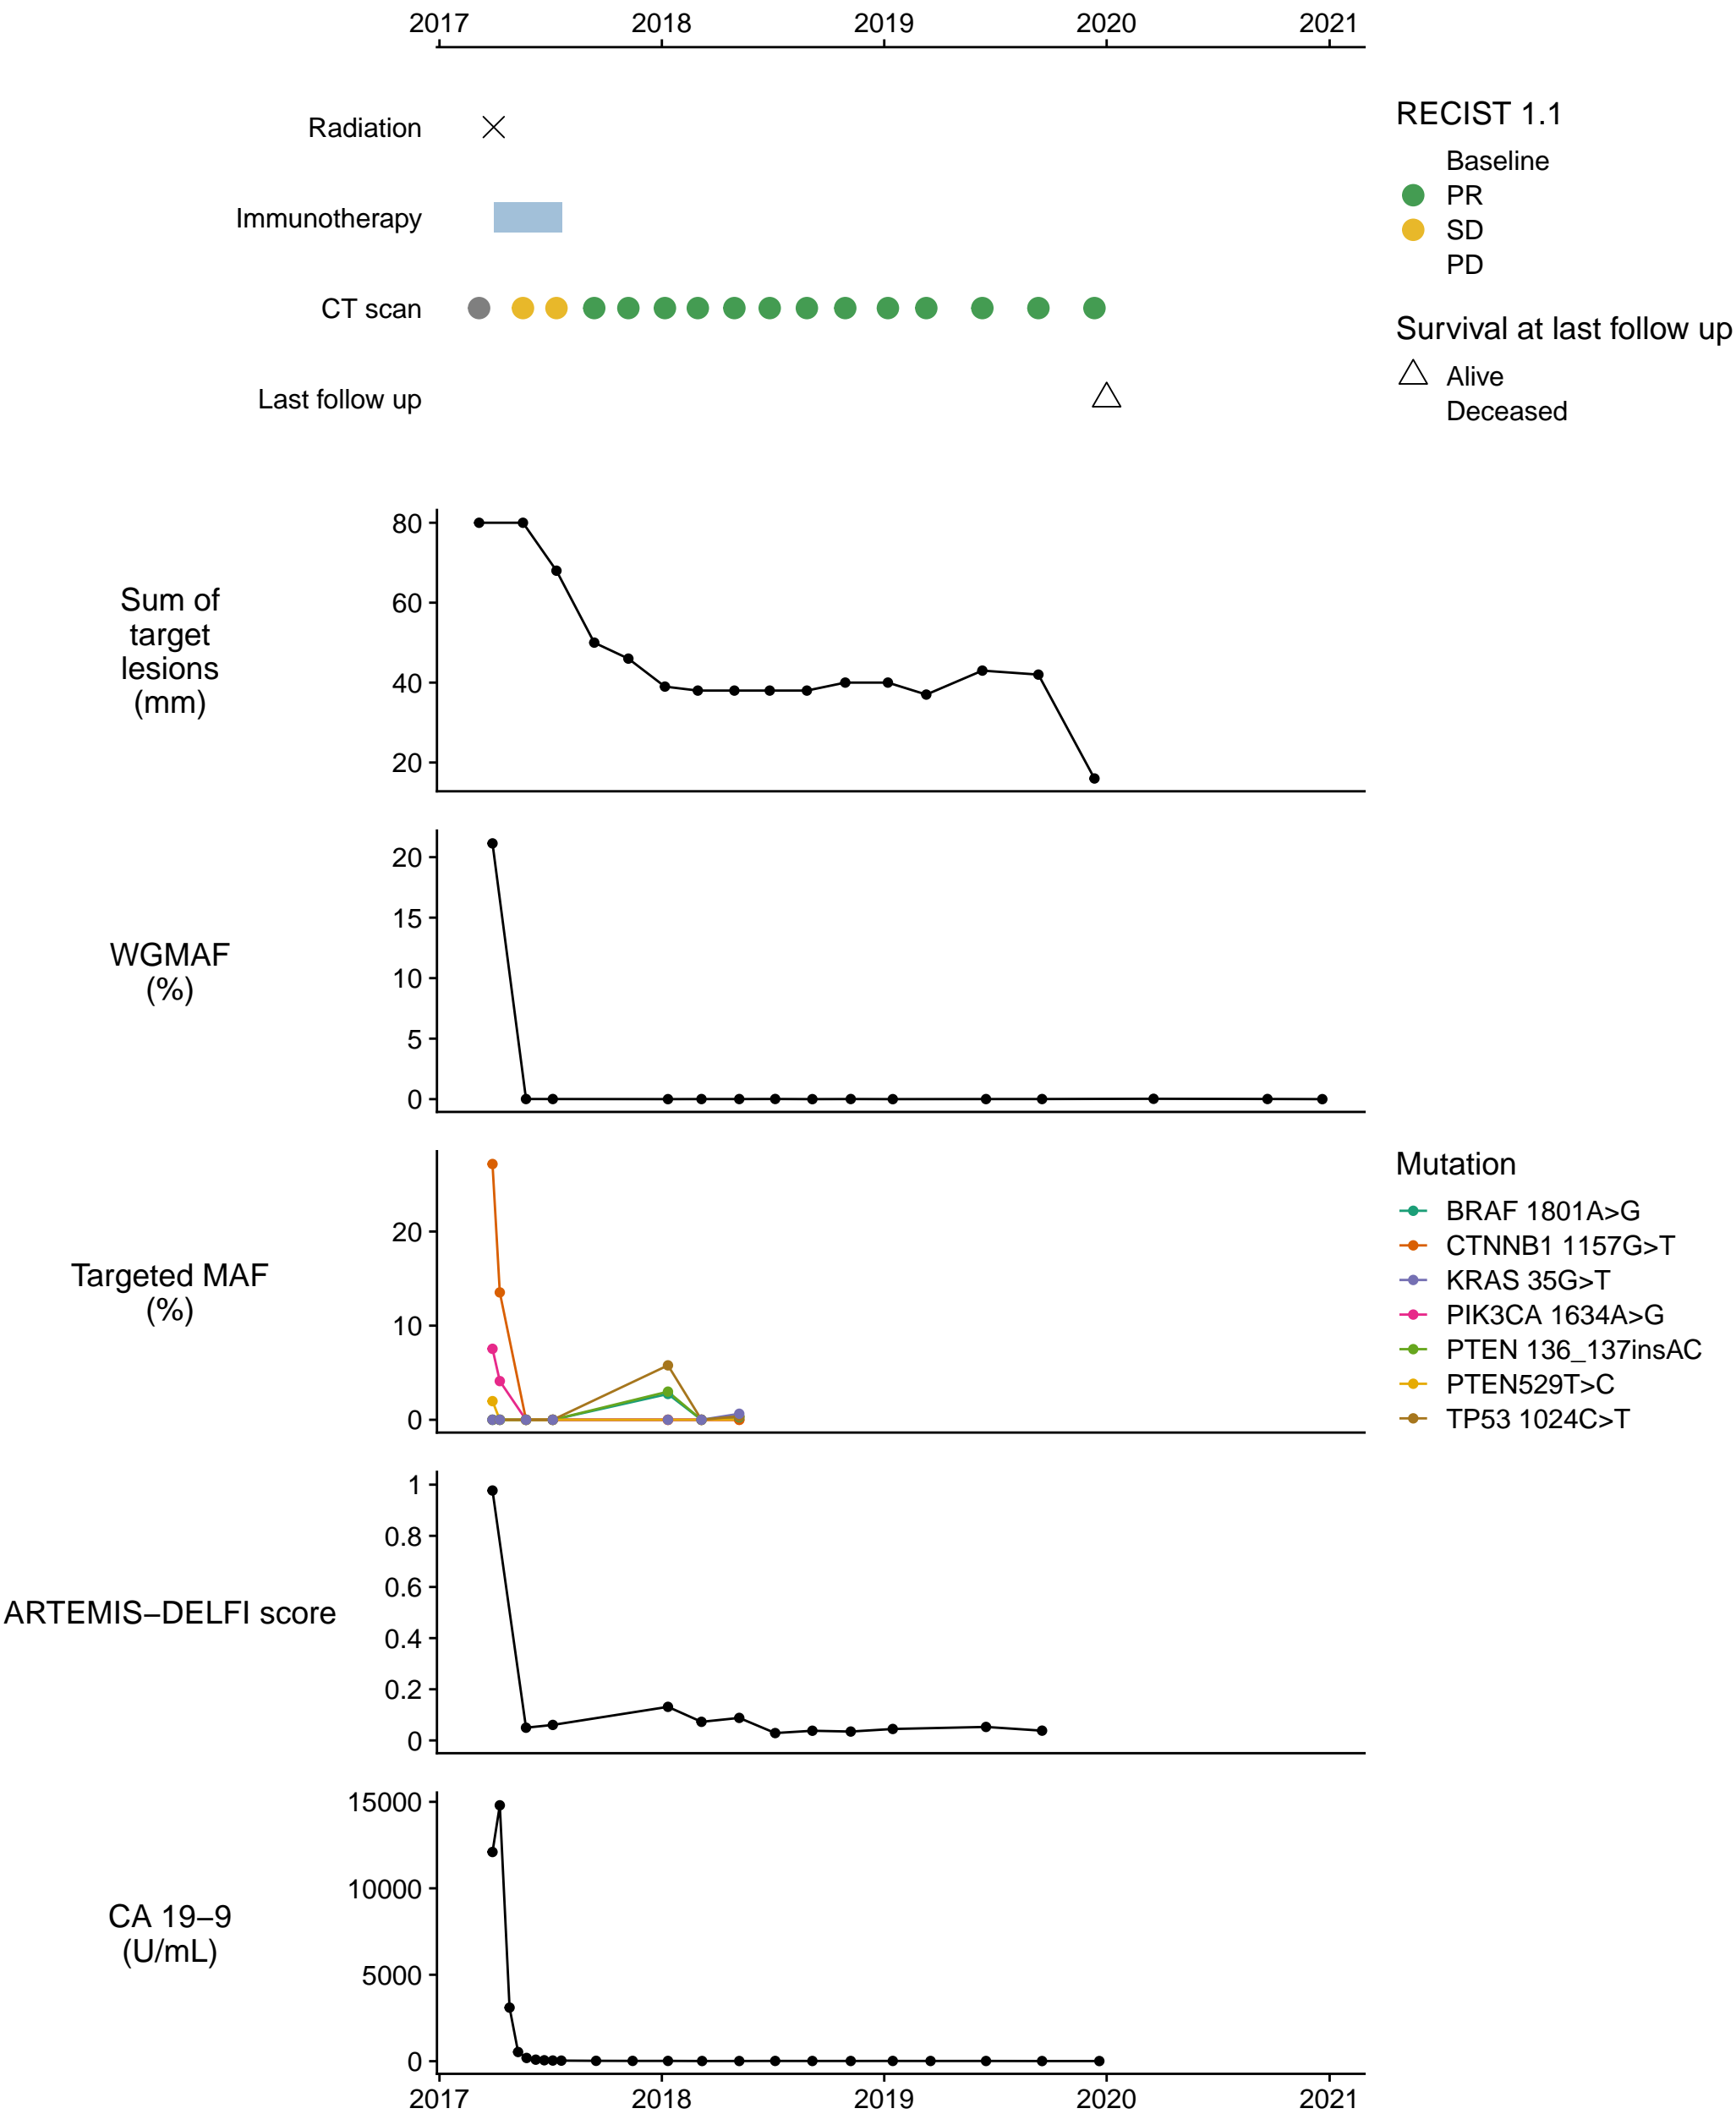 2017 2018 2019 2020 2021
Radiation
Immunotherapy
CT scan
Last follow up
RECIST 1.1
Baseline
PR
SD
PD
Survival at last follow up
Alive
Deceased
Sum of
target
lesions
(mm)
80
60
40
20
WGMAF
(%)
20
15
10
5
0
Targeted MAF
(%)
20
10
0
Mutation
BRAF 1801A>G
CTNNB1 1157G>T
KRAS 35G>T
PIK3CA 1634A>G
PTEN 136_137insAC
PTEN529T>C
TP53 1024C>T
ARTEMIS−DELFI score
1
0.8
0.6
0.4
0.2
0
CA 19−9
(U/mL)
15000
10000
5000
0
2017 2018 2019 2020 2021